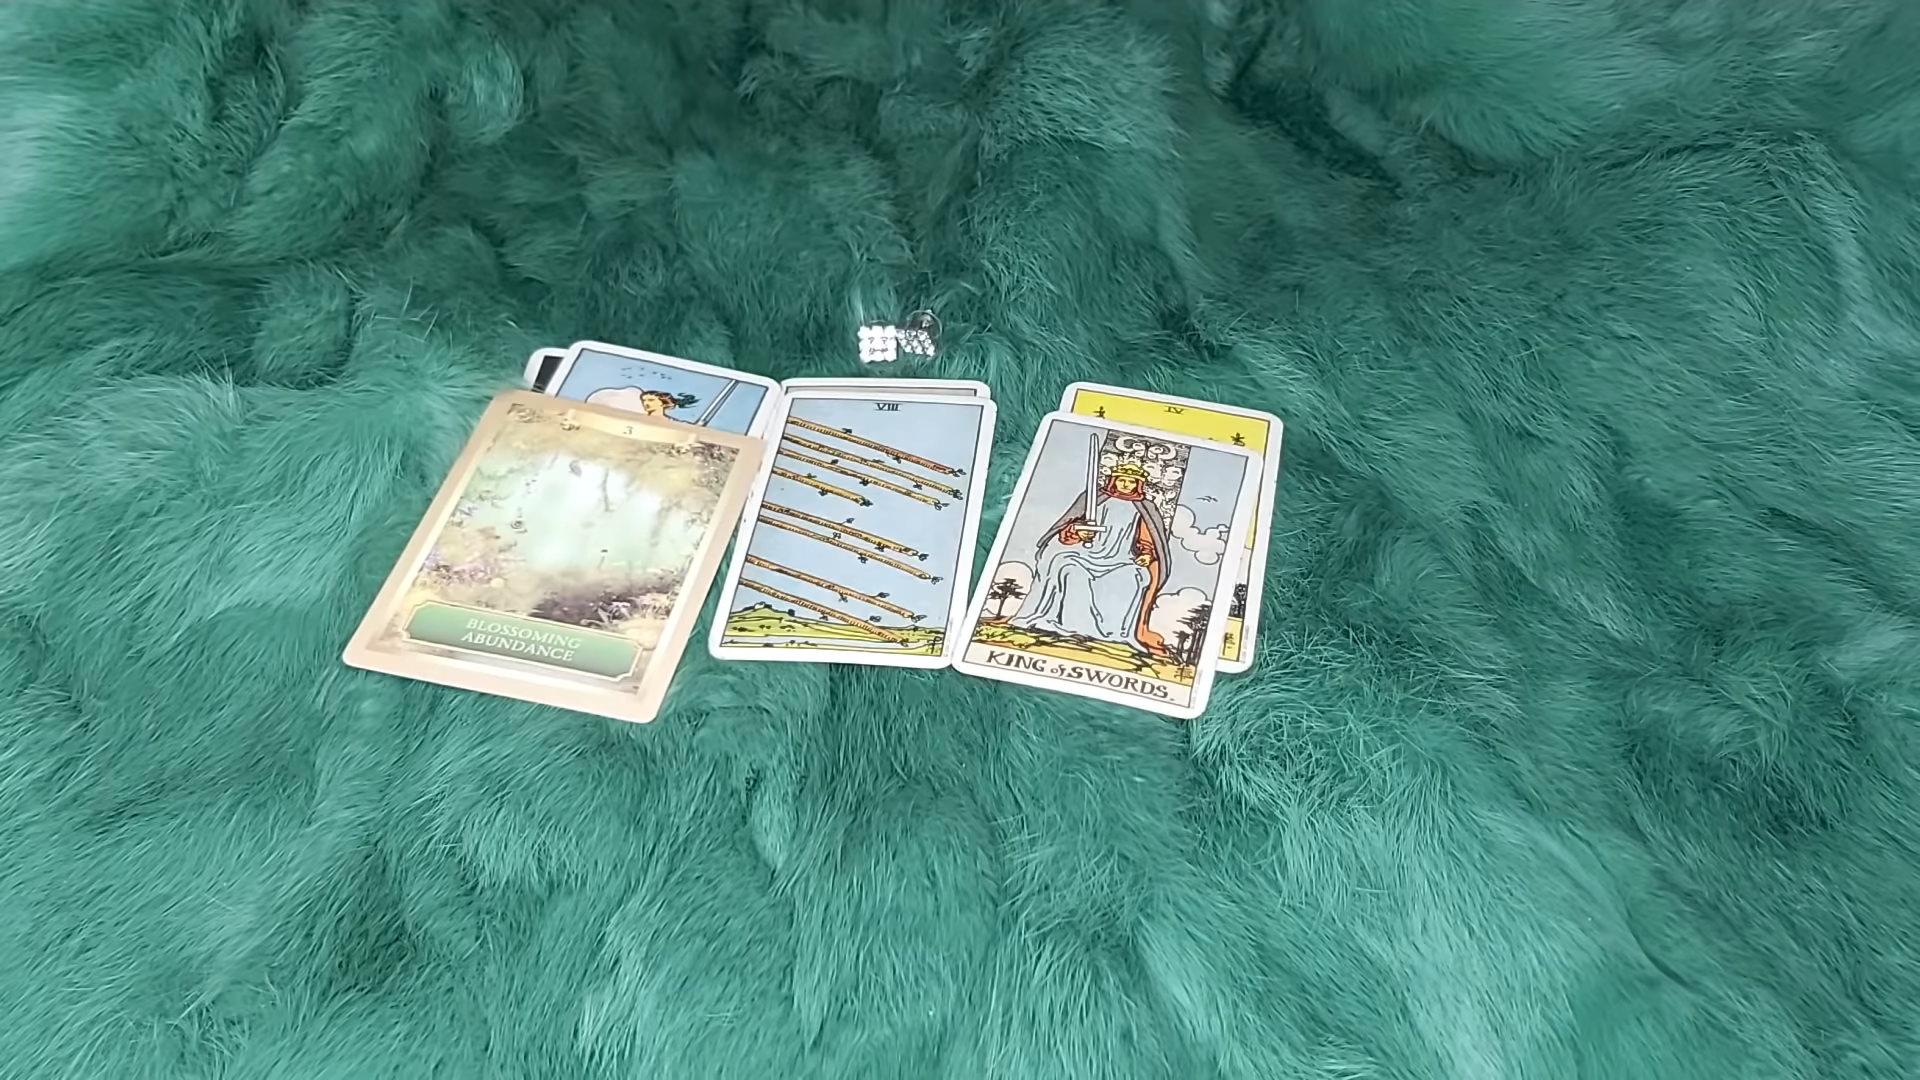 3
BLOSSOMING
ABUNDANCE
VIII
IV
KING of SWORDS.